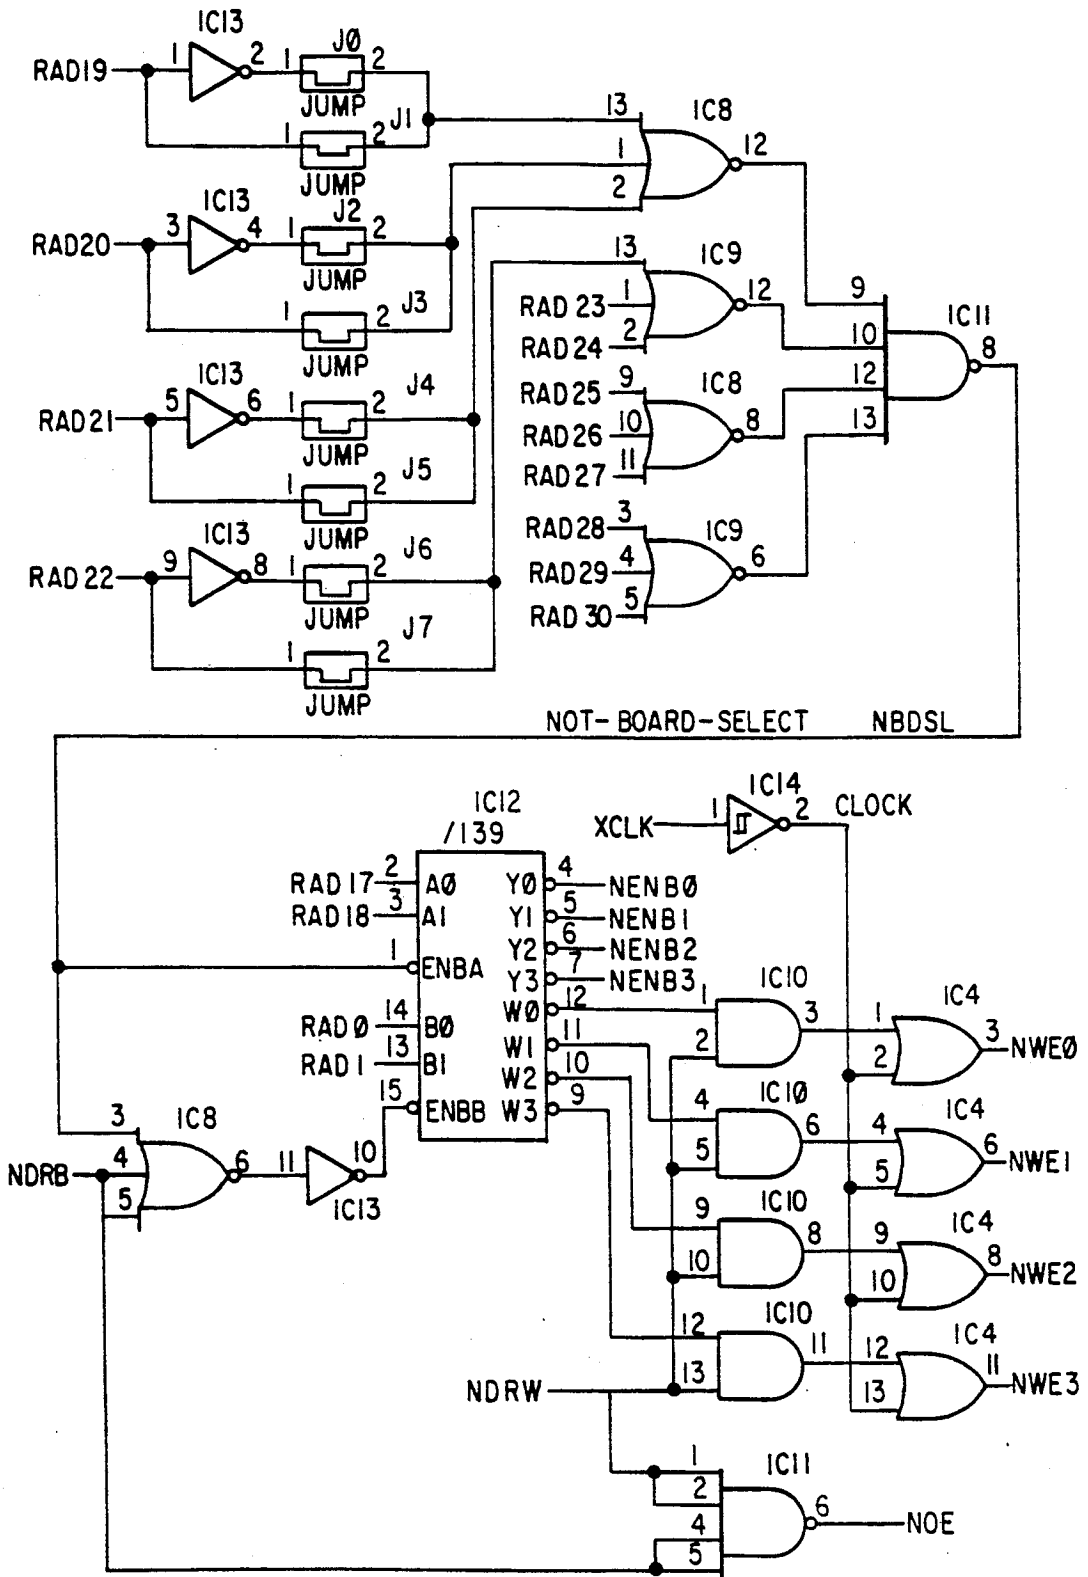 IC13
J0
RAD19
1
2
1
2
JUMP
J1
1
2
JUMP
13
IC8
12
1
2
IC13
J2
RAD20
3
4
1
2
JUMP
J3
1
2
JUMP
13
IC9
RAD 23
1
12
RAD 24
2
9
IC11
10
8
12
13
IC13
J4
RAD21
5
6
1
2
JUMP
J5
1
2
JUMP
RAD25
9
IC8
RAD26
10
8
RAD 27
11
IC13
J6
RAD 22
9
8
1
2
JUMP
J7
1
2
JUMP
RAD28
3
IC9
RAD29
4
6
RAD 30
5
NOT-BOARD-SELECT NBDSL
IC14
XCLK
1
2
CLOCK
IC12
/139
RAD17
2
A0
Y0
4
NENB0
RAD18
3
A1
Y1
5
NENB1
Y2
6
NENB2
1
ENBA
Y3
7
NENB3
W0
12
RAD 0
14
B0
W1
11
RAD 1
13
B1
W2
10
15
ENBB
W3
9
IC10
1
3
2
IC4
1
3
NWE0
2
IC10
4
6
5
IC4
4
6
NWE1
5
3
IC8
NDRB
4
6
5
11
10
IC13
IC10
9
8
10
IC4
9
8
NWE2
10
IC10
12
11
NDRW
13
IC4
12
11
NWE3
13
1
IC11
2
6
NOE
4
5